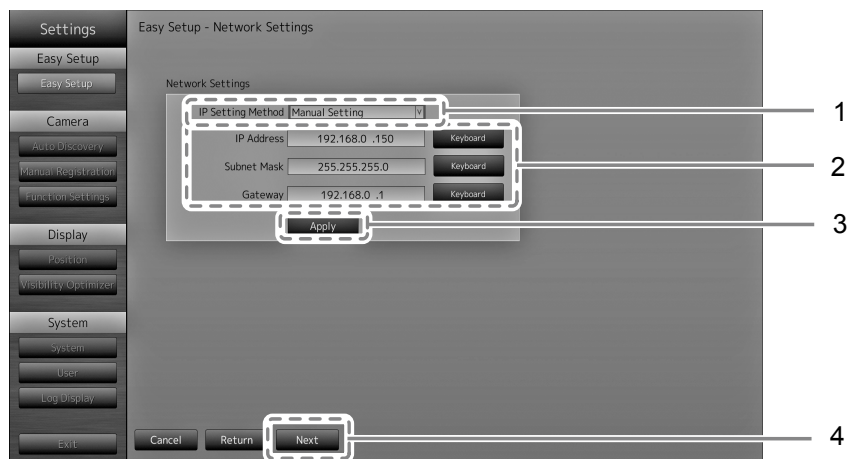 Settings
Easy Setup - Network Settings
Easy Setup
Easy Setup
Camera
Auto Discovery
Manual Registration
Function Settings
Display
Position
Visibility Optimizer
System
System
User
Log Display
Exit
Network Settings
IP Setting Method Manual Setting
IP Address 192.168.0 .150 Keyboard
Subnet Mask 255.255.255.0 Keyboard
Gateway 192.168.0 .1 Keyboard
Apply
Cancel Return Next
1
2
3
4